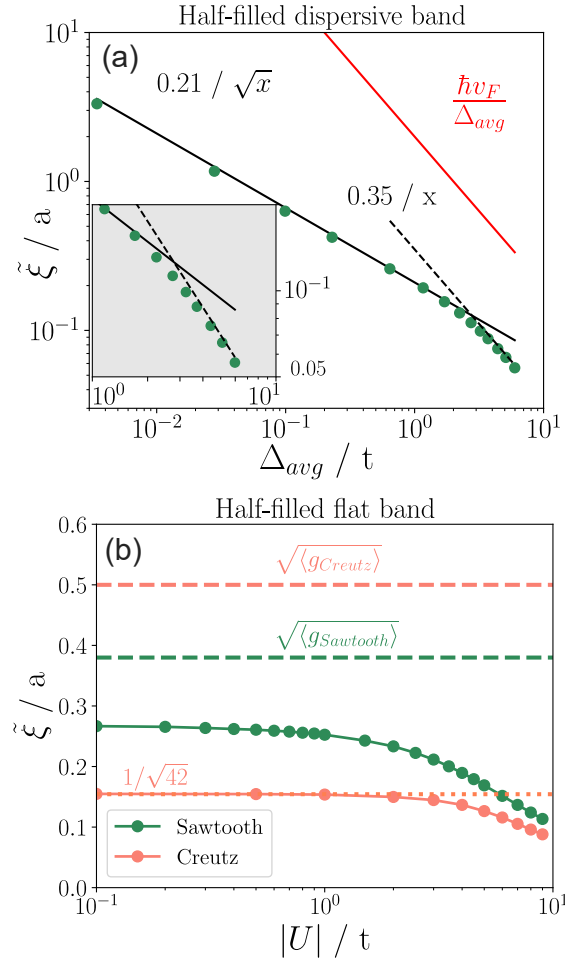 Half-filled dispersive band
(a)
0.21 / √x
ħv_F / Δ_avg
0.35 / x
10^1
10^0
10^-1
ξ̃ / a
10^-1
0.05
10^0
10^1
10^-2
10^-1
10^0
10^1
Δ_avg / t
Half-filled flat band
(b)
0.6
√⟨g_Creutz⟩
0.5
√⟨g_Sawtooth⟩
0.4
ξ̃ / a
0.3
0.2
1/√42
0.1
Sawtooth
Creutz
0.0
10^-1
10^0
10^1
|U| / t